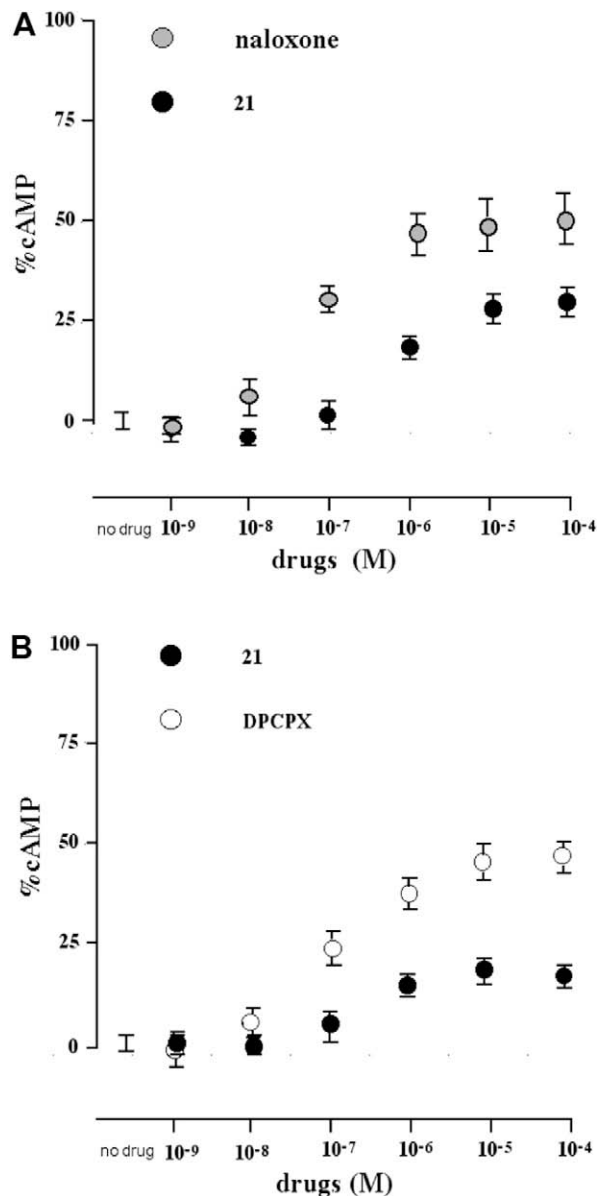 A
100
naloxone
21
75
50
25
0
%cAMP
no drug 10⁻⁹ 10⁻⁸ 10⁻⁷ 10⁻⁶ 10⁻⁵ 10⁻⁴
drugs (M)
B
100
21
DPCPX
75
50
25
0
%cAMP
no drug 10⁻⁹ 10⁻⁸ 10⁻⁷ 10⁻⁶ 10⁻⁵ 10⁻⁴
drugs (M)